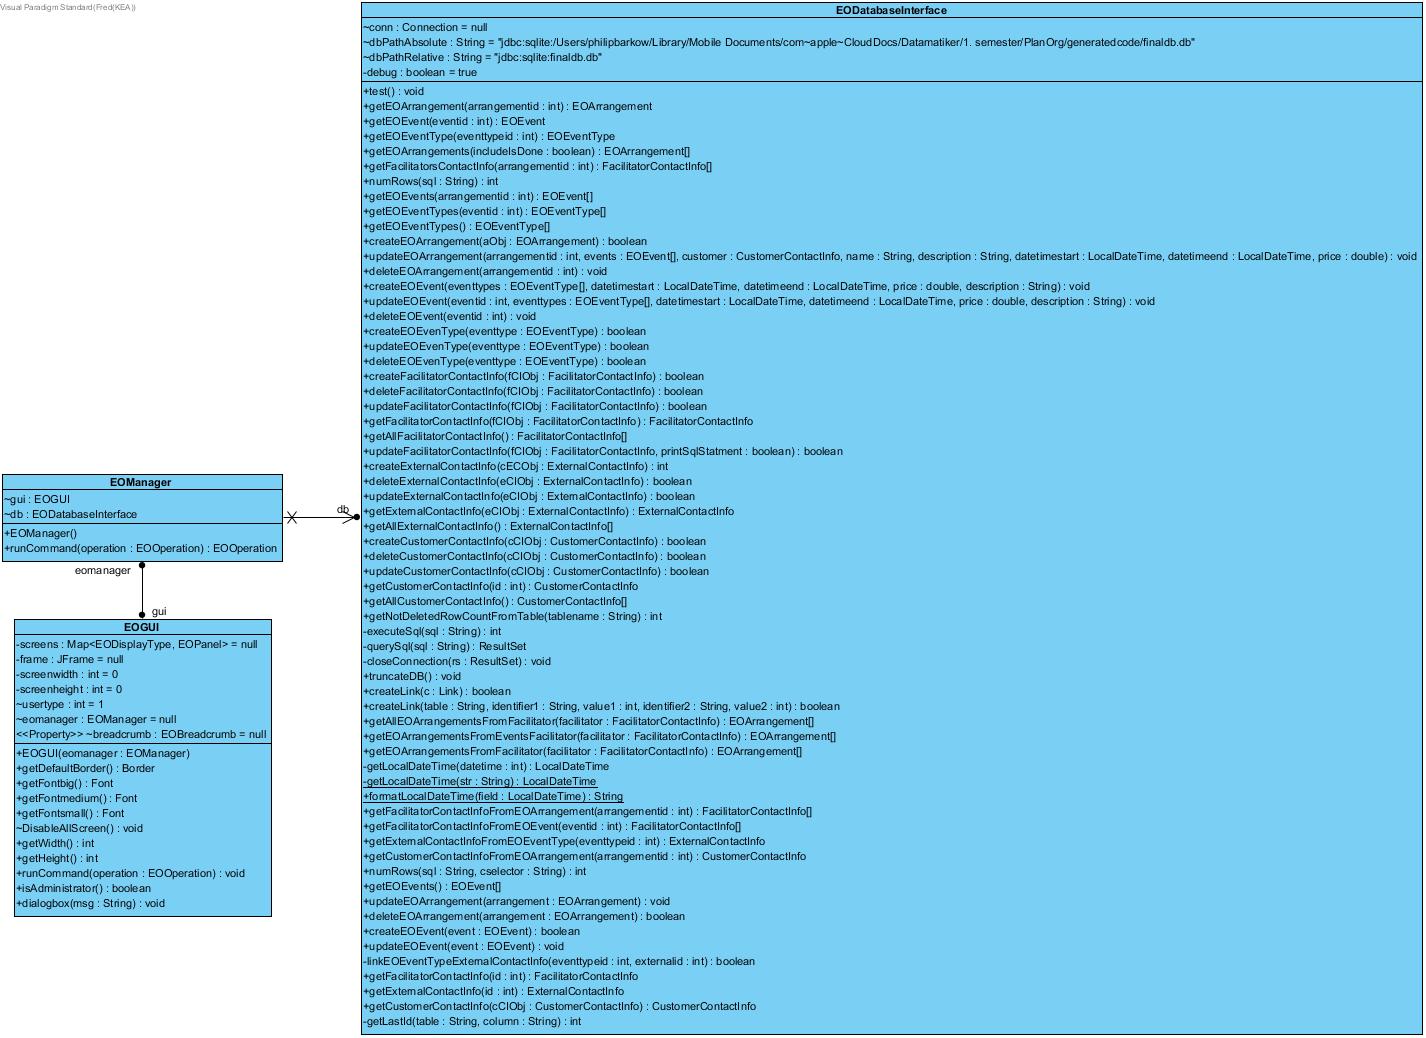 Visual Paradigm Standard(Fred(KEA))
EODatabaseInterface
~conn : Connection = null
~dbPathAbsolute : String = "jdbc:sqlite:/Users/philipbarkow/Library/Mobile Documents/com~apple~CloudDocs/Datamatiker/1. semester/PlanOrg/generatedcode/finaldb.db"
~dbPathRelative : String = "jdbc:sqlite:finaldb.db"
-debug : boolean = true
+test() : void
+getEOArrangement(arrangementid : int) : EOArrangement
+getEOEvent(eventid : int) : EOEvent
+getEOEventType(eventtypeid : int) : EOEventType
+getEOArrangements(includeIsDone : boolean) : EOArrangement[]
+getFacilitatorsContactInfo(arrangementid : int) : FacilitatorContactInfo[]
+numRows(sql : String) : int
+getEOEvents(arrangementid : int) : EOEvent[]
+getEOEventTypes(eventid : int) : EOEventType[]
+getEOEventTypes() : EOEventType[]
+createEOArrangement(aObj : EOArrangement) : boolean
+updateEOArrangement(arrangementid : int, events : EOEvent[], customer : CustomerContactInfo, name : String, description : String, datetimestart : LocalDateTime, datetimeend : LocalDateTime, price : double) : void
+deleteEOArrangement(arrangementid : int) : void
+createEOEvent(eventtypes : EOEventType[], datetimestart : LocalDateTime, datetimeend : LocalDateTime, price : double, description : String) : void
+updateEOEvent(eventid : int, eventtypes : EOEventType[], datetimestart : LocalDateTime, datetimeend : LocalDateTime, price : double, description : String) : void
+deleteEOEvent(eventid : int) : void
+createEOEvenType(eventtype : EOEventType) : boolean
+updateEOEvenType(eventtype : EOEventType) : boolean
+deleteEOEvenType(eventtype : EOEventType) : boolean
+createFacilitatorContactInfo(fCIObj : FacilitatorContactInfo) : boolean
+deleteFacilitatorContactInfo(fCIObj : FacilitatorContactInfo) : boolean
+updateFacilitatorContactInfo(fCIObj : FacilitatorContactInfo) : boolean
+getFacilitatorContactInfo(fCIObj : FacilitatorContactInfo) : FacilitatorContactInfo
+getAllFacilitatorContactInfo() : FacilitatorContactInfo[]
+updateFacilitatorContactInfo(fCIObj : FacilitatorContactInfo, printSqlStatment : boolean) : boolean
+createExternalContactInfo(cECObj : ExternalContactInfo) : int
+deleteExternalContactInfo(eCIObj : ExternalContactInfo) : boolean
+updateExternalContactInfo(eCIObj : ExternalContactInfo) : boolean
+getExternalContactInfo(eCIObj : ExternalContactInfo) : ExternalContactInfo
+getAllExternalContactInfo() : ExternalContactInfo[]
+createCustomerContactInfo(cCIObj : CustomerContactInfo) : boolean
+deleteCustomerContactInfo(cCIObj : CustomerContactInfo) : boolean
+updateCustomerContactInfo(cCIObj : CustomerContactInfo) : boolean
+getCustomerContactInfo(id : int) : CustomerContactInfo
+getAllCustomerContactInfo() : CustomerContactInfo[]
+getNotDeletedRowCountFromTable(tablename : String) : int
-executeSql(sql : String) : int
-querySql(sql : String) : ResultSet
-closeConnection(rs : ResultSet) : void
+truncateDB() : void
+createLink(c : Link) : boolean
+createLink(table : String, identifier1 : String, value1 : int, identifier2 : String, value2 : int) : boolean
+getAllEOArrangementsFromFacilitator(facilitator : FacilitatorContactInfo) : EOArrangement[]
+getEOArrangementsFromEventsFacilitator(facilitator : FacilitatorContactInfo) : EOArrangement[]
+getEOArrangementsFromFacilitator(facilitator : FacilitatorContactInfo) : EOArrangement[]
-getLocalDateTime(datetime : int) : LocalDateTime
-getLocalDateTime(str : String) : LocalDateTime
+formatLocalDateTime(field : LocalDateTime) : String
+getFacilitatorContactInfoFromEOArrangement(arrangementid : int) : FacilitatorContactInfo[]
+getFacilitatorContactInfoFromEOEvent(eventid : int) : FacilitatorContactInfo[]
+getExternalContactInfoFromEOEventType(eventtypeid : int) : ExternalContactInfo
+getCustomerContactInfoFromEOArrangement(arrangementid : int) : CustomerContactInfo
+numRows(sql : String, cselector : String) : int
+getEOEvents() : EOEvent[]
+updateEOArrangement(arrangement : EOArrangement) : void
+deleteEOArrangement(arrangement : EOArrangement) : boolean
+createEOEvent(event : EOEvent) : boolean
+updateEOEvent(event : EOEvent) : void
-linkEOEventTypeExternalContactInfo(eventtypeid : int, externalid : int) : boolean
+getFacilitatorContactInfo(id : int) : FacilitatorContactInfo
+getExternalContactInfo(id : int) : ExternalContactInfo
+getCustomerContactInfo(cCIObj : CustomerContactInfo) : CustomerContactInfo
-getLastId(table : String, column : String) : int
EOManager
~gui : EOGUI
~db : EODatabaseInterface
+EOManager()
+runCommand(operation : EOOperation) : EOOperation
db
eomanager
gui
EOGUI
-screens : Map<EODisplayType, EOPanel> = null
-frame : JFrame = null
-screenwidth : int = 0
-screenheight : int = 0
~usertype : int = 1
~eomanager : EOManager = null
<<Property>> ~breadcrumb : EOBreadcrumb = null
+EOGUI(eomanager : EOManager)
+getDefaultBorder() : Border
+getFontbig() : Font
+getFontmedium() : Font
+getFontsmall() : Font
~DisableAllScreen() : void
+getWidth() : int
+getHeight() : int
+runCommand(operation : EOOperation) : void
+isAdministrator() : boolean
+dialogbox(msg : String) : void